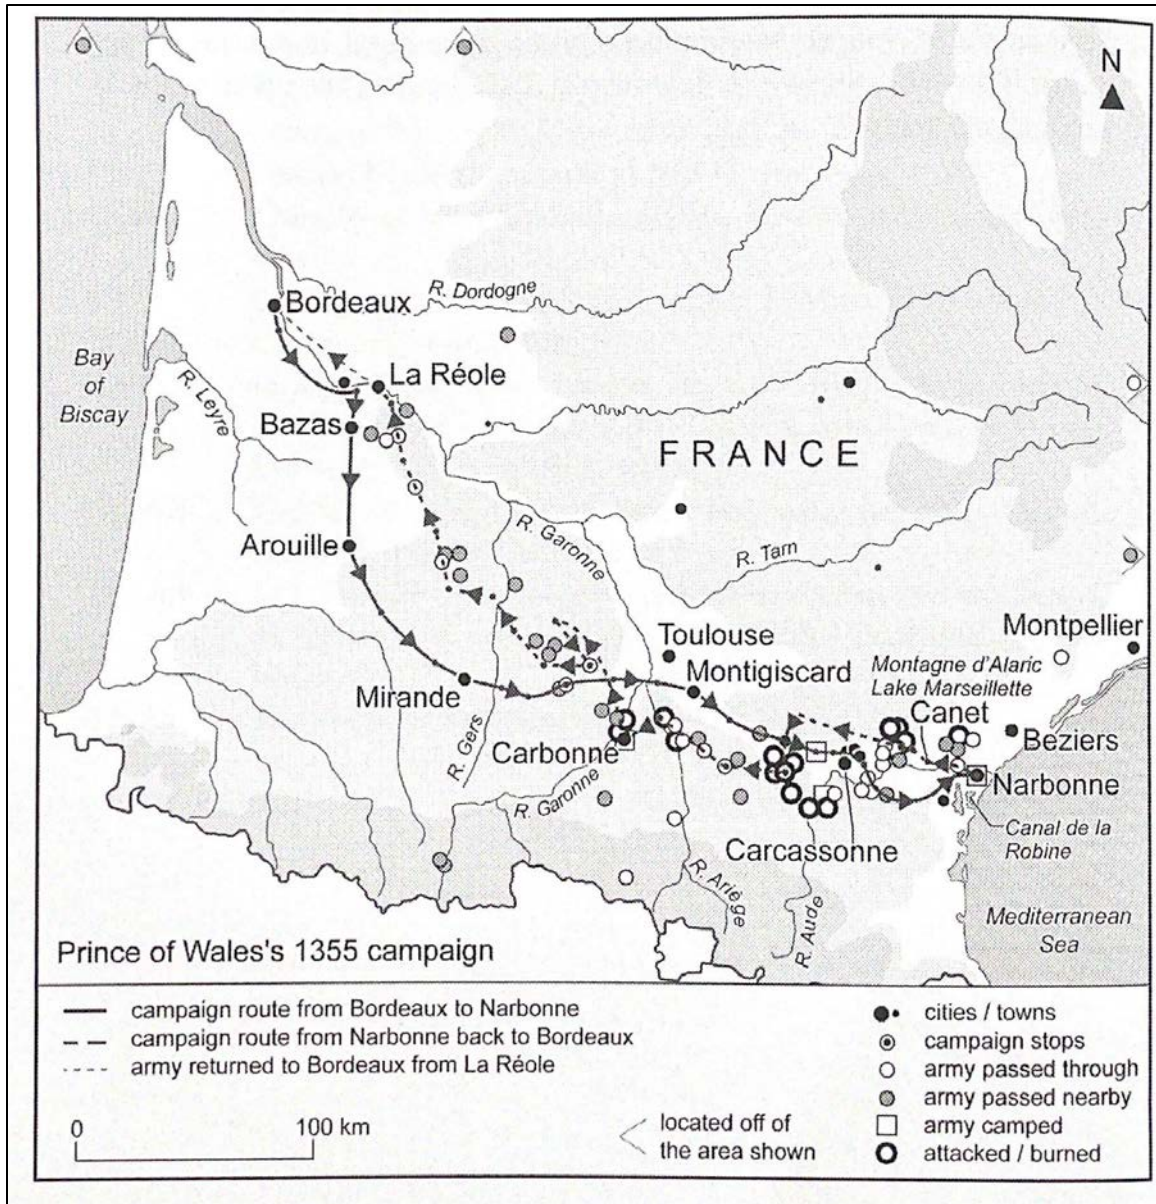 N
Bordeaux
R. Dordogne
Bay
of
Biscay
R. Leyre
La Réole
Bazas
FRANCE
Arouille
R. Garonne
R. Tarn
Toulouse
Montpellier
Montigiscard
Montagne d'Alaric
Lake Marseillette
Mirande
Canet
R. Gers
Carbonne
Beziers
R. Garonne
Narbonne
Carcassonne
Canal de la
Robine
R. Ariège
R. Aude
Mediterranean
Sea
Prince of Wales's 1355 campaign
campaign route from Bordeaux to Narbonne
campaign route from Narbonne back to Bordeaux
army returned to Bordeaux from La Réole
0
100 km
located off of
the area shown
cities / towns
campaign stops
army passed through
army passed nearby
army camped
attacked / burned